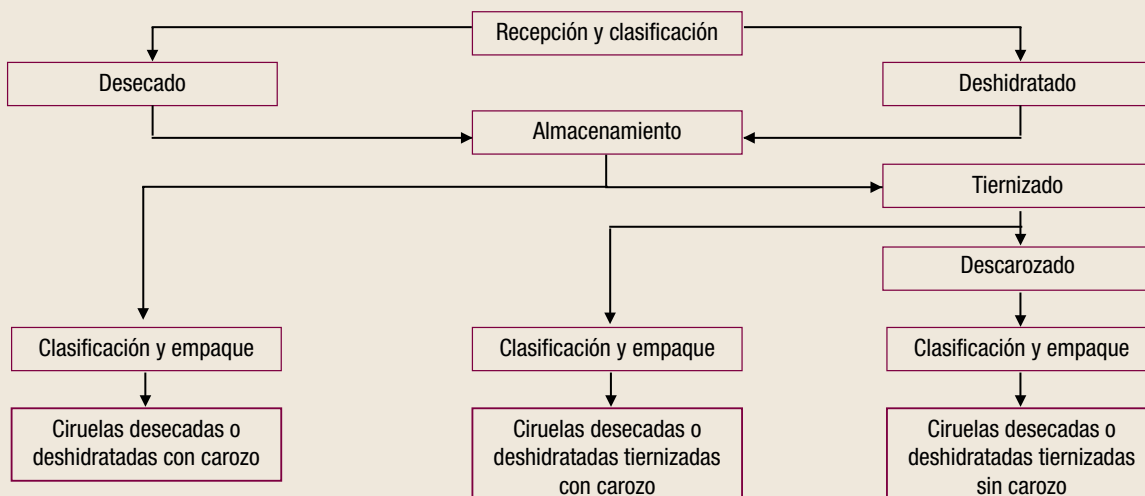 Recepción y clasificación
Desecado
Deshidratado
Almacenamiento
Tiernizado
Descarozado
Clasificación y empaque
Clasificación y empaque
Clasificación y empaque
Ciruelas desecadas o
deshidratadas con carozo
Ciruelas desecadas o
deshidratadas tiernizadas
con carozo
Ciruelas desecadas o
deshidratadas tiernizadas
sin carozo